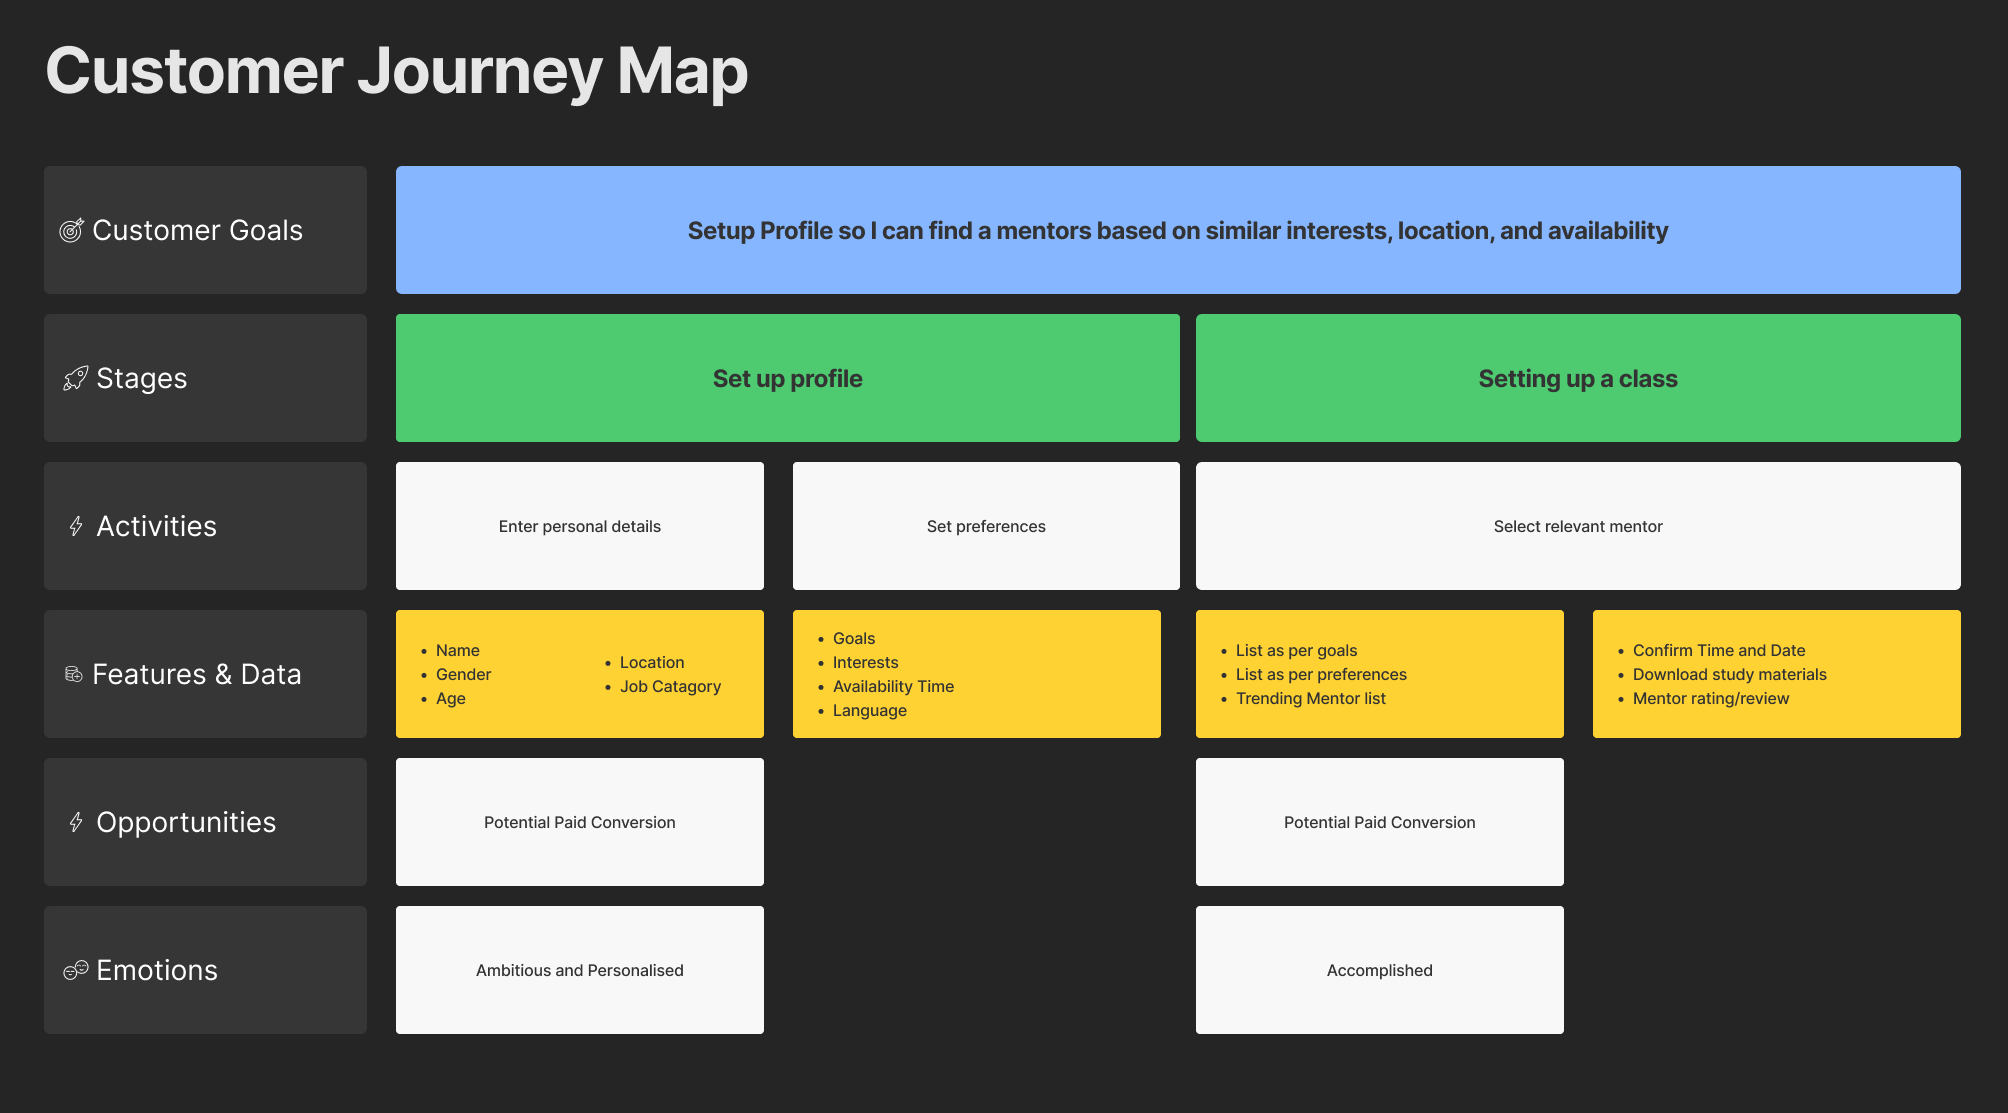 Customer Journey Map
Customer Goals
Setup Profile so I can find a mentors based on similar interests, location, and availability
Stages
Set up profile
Setting up a class
Activities
Enter personal details
Set preferences
Select relevant mentor
Features & Data
• Name
• Gender
• Age
• Location
• Job Catagory
• Goals
• Interests
• Availability Time
• Language
• List as per goals
• List as per preferences
• Trending Mentor list
• Confirm Time and Date
• Download study materials
• Mentor rating/review
Opportunities
Potential Paid Conversion
Potential Paid Conversion
Emotions
Ambitious and Personalised
Accomplished